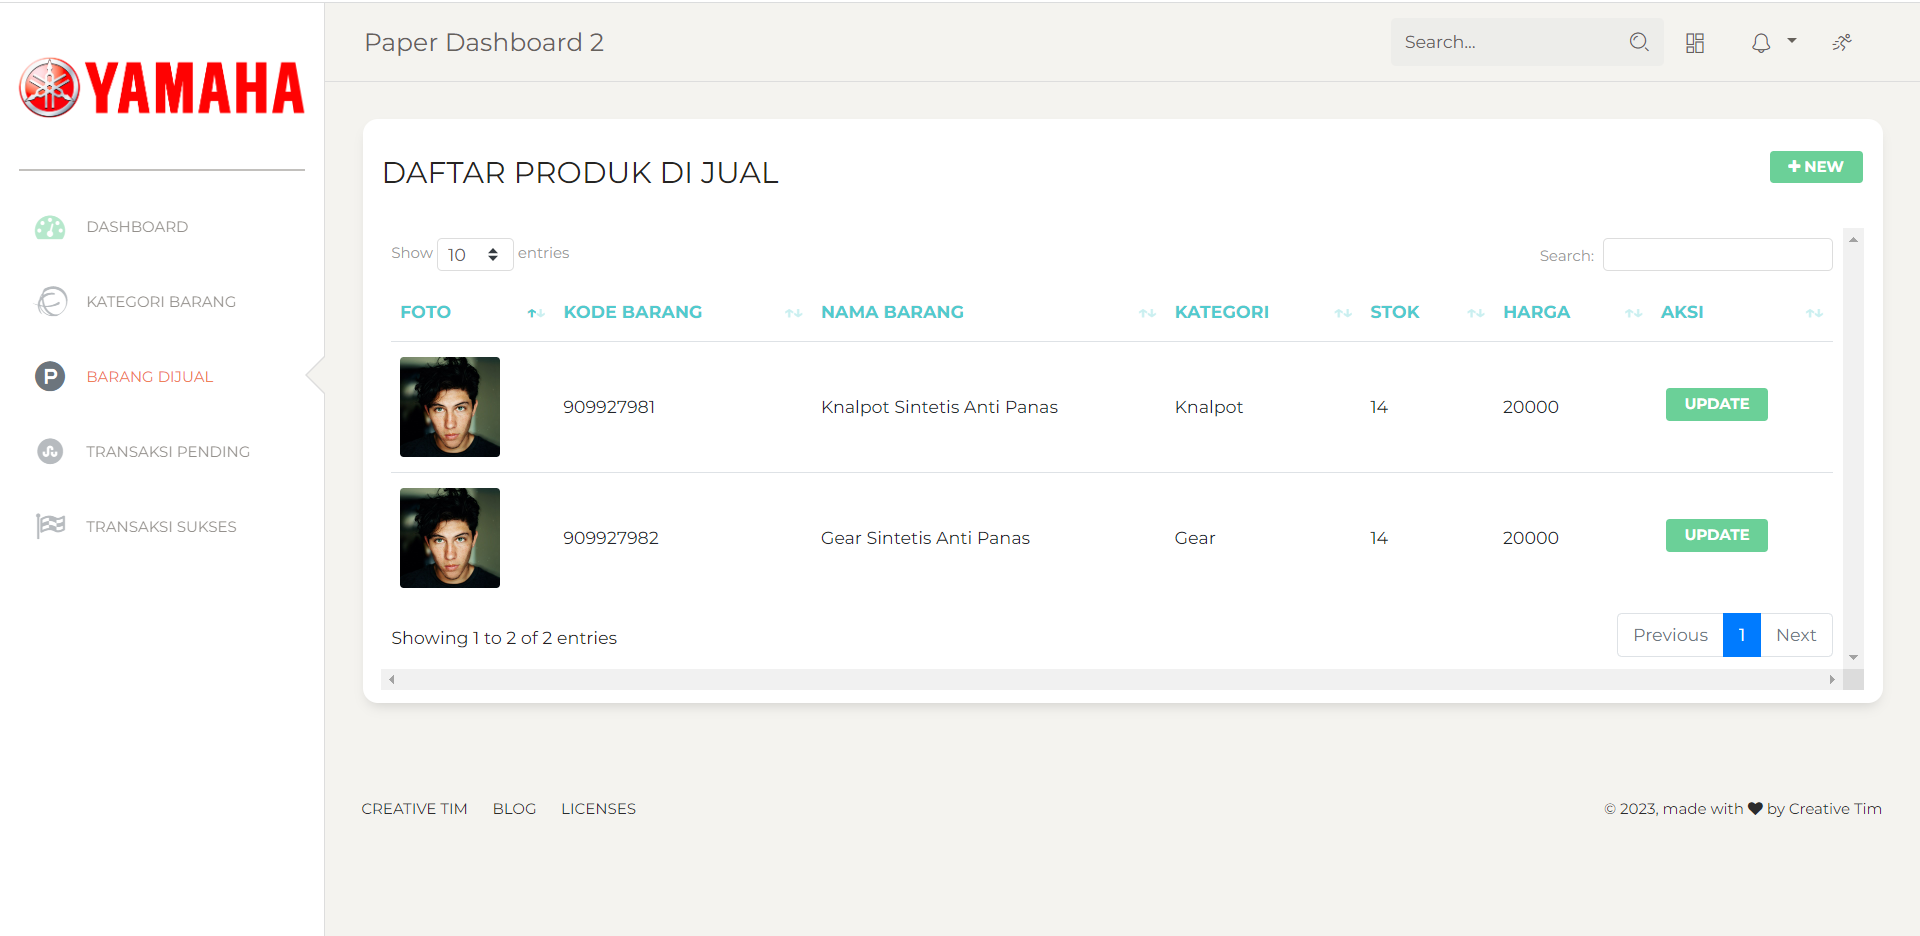 YAMAHA
DASHBOARD
KATEGORI BARANG
P BARANG DIJUAL
TRANSAKSI PENDING
TRANSAKSI SUKSES
Paper Dashboard 2
Search...
DAFTAR PRODUK DI JUAL
+ NEW
Show 10 entries
Search:
FOTO KODE BARANG NAMA BARANG KATEGORI STOK HARGA AKSI
909927981 Knalpot Sintetis Anti Panas Knalpot 14 20000 UPDATE
909927982 Gear Sintetis Anti Panas Gear 14 20000 UPDATE
Showing 1 to 2 of 2 entries
Previous 1 Next
CREATIVE TIM BLOG LICENSES
© 2023, made with ♥ by Creative Tim